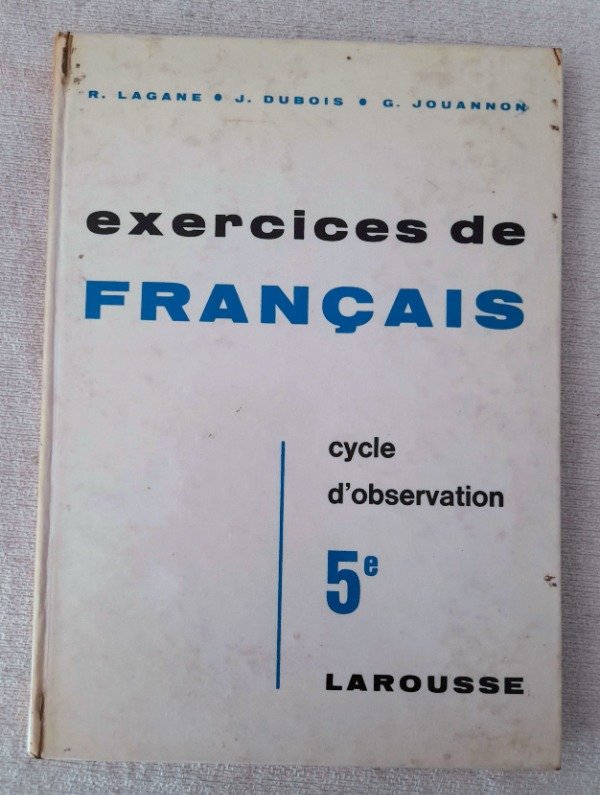 R. LAGANE • J. DUBOIS • G. JOUANNON
exercices de
FRANÇAIS
cycle
d'observation
5e
LAROUSSE